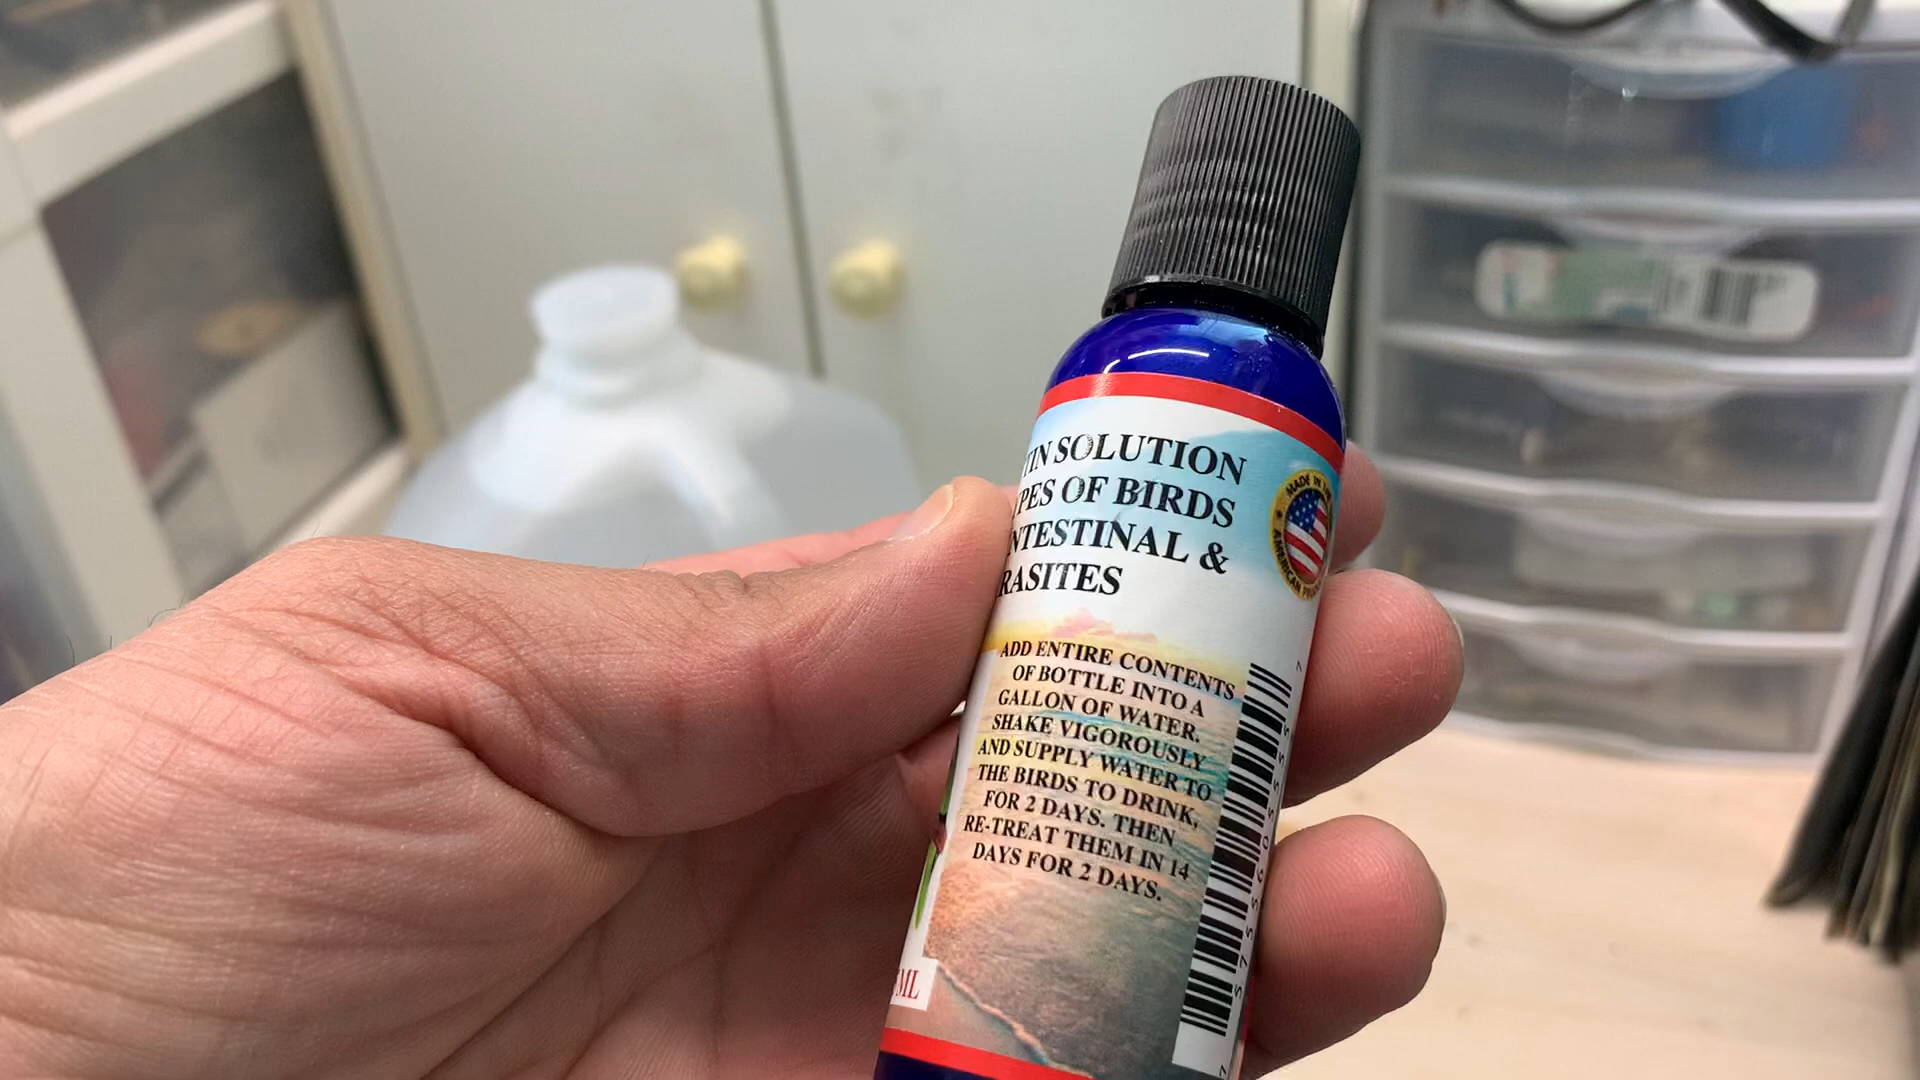 TIN SOLUTION
PES OF BIRDS
NTESTINAL &
RASITES
MADE IN
AMERICAN
ADD ENTIRE CONTENTS
OF BOTTLE INTO A
GALLON OF WATER.
SHAKE VIGOROUSLY
AND SUPPLY WATER TO
THE BIRDS TO DRINK,
FOR 2 DAYS. THEN
RE-TREAT THEM IN 14
DAYS FOR 2 DAYS.
ML